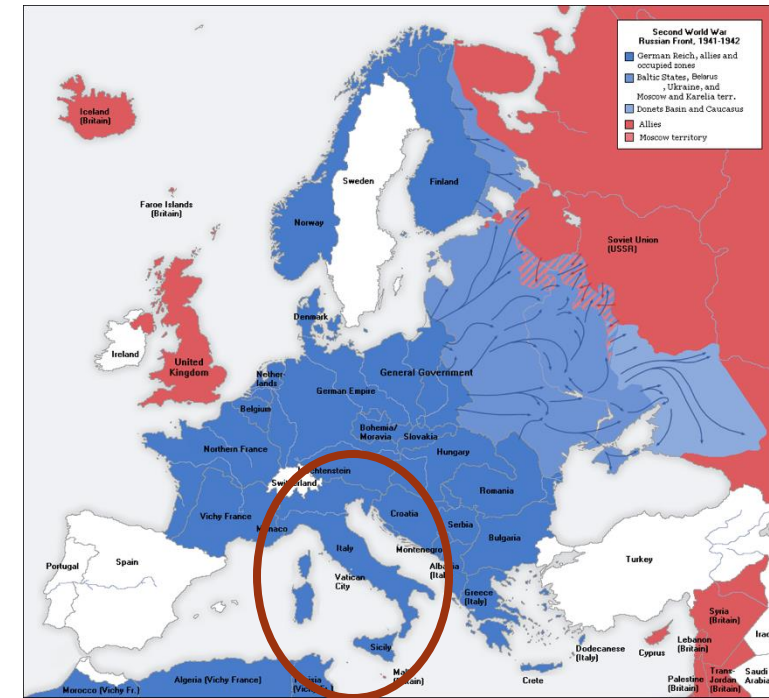 Second World War
Russian Front, 1941-1942
German Reich, allies and
occupied zones
Baltic States, Belarus
, Ukraine, and
Moscow and Karelia terr.
Donets Basin and Caucasus
Allies
Moscow territory
Iceland
(Britain)
Faroe Islands
(Britain)
Sweden
Finland
Norway
Soviet Union
(USSR)
Denmark
Ireland
United
Kingdom
Nether-
lands
General Government
German Empire
Belgium
Bohemia/
Moravia
Slovakia
Northern France
Hungary
Liechtenstein
Switzerland
Romania
Vichy France
Croatia
Monaco
Serbia
Bulgaria
Italy
Montenegro
Portugal
Spain
Turkey
Vatican
City
Albania
(Ital
Greece
(Italy)
Sicily
Syria
(Britain)
Dodecanese
(Italy)
Cyprus
Lebanon
(Britain)
Ira
Crete
Palestine
(Britain)
Trans-
Jordan
(Britain)
Saudi
Arabia
Morocco (Vichy Fr.)
Algeria (Vichy France)
(Vichy Fr.)